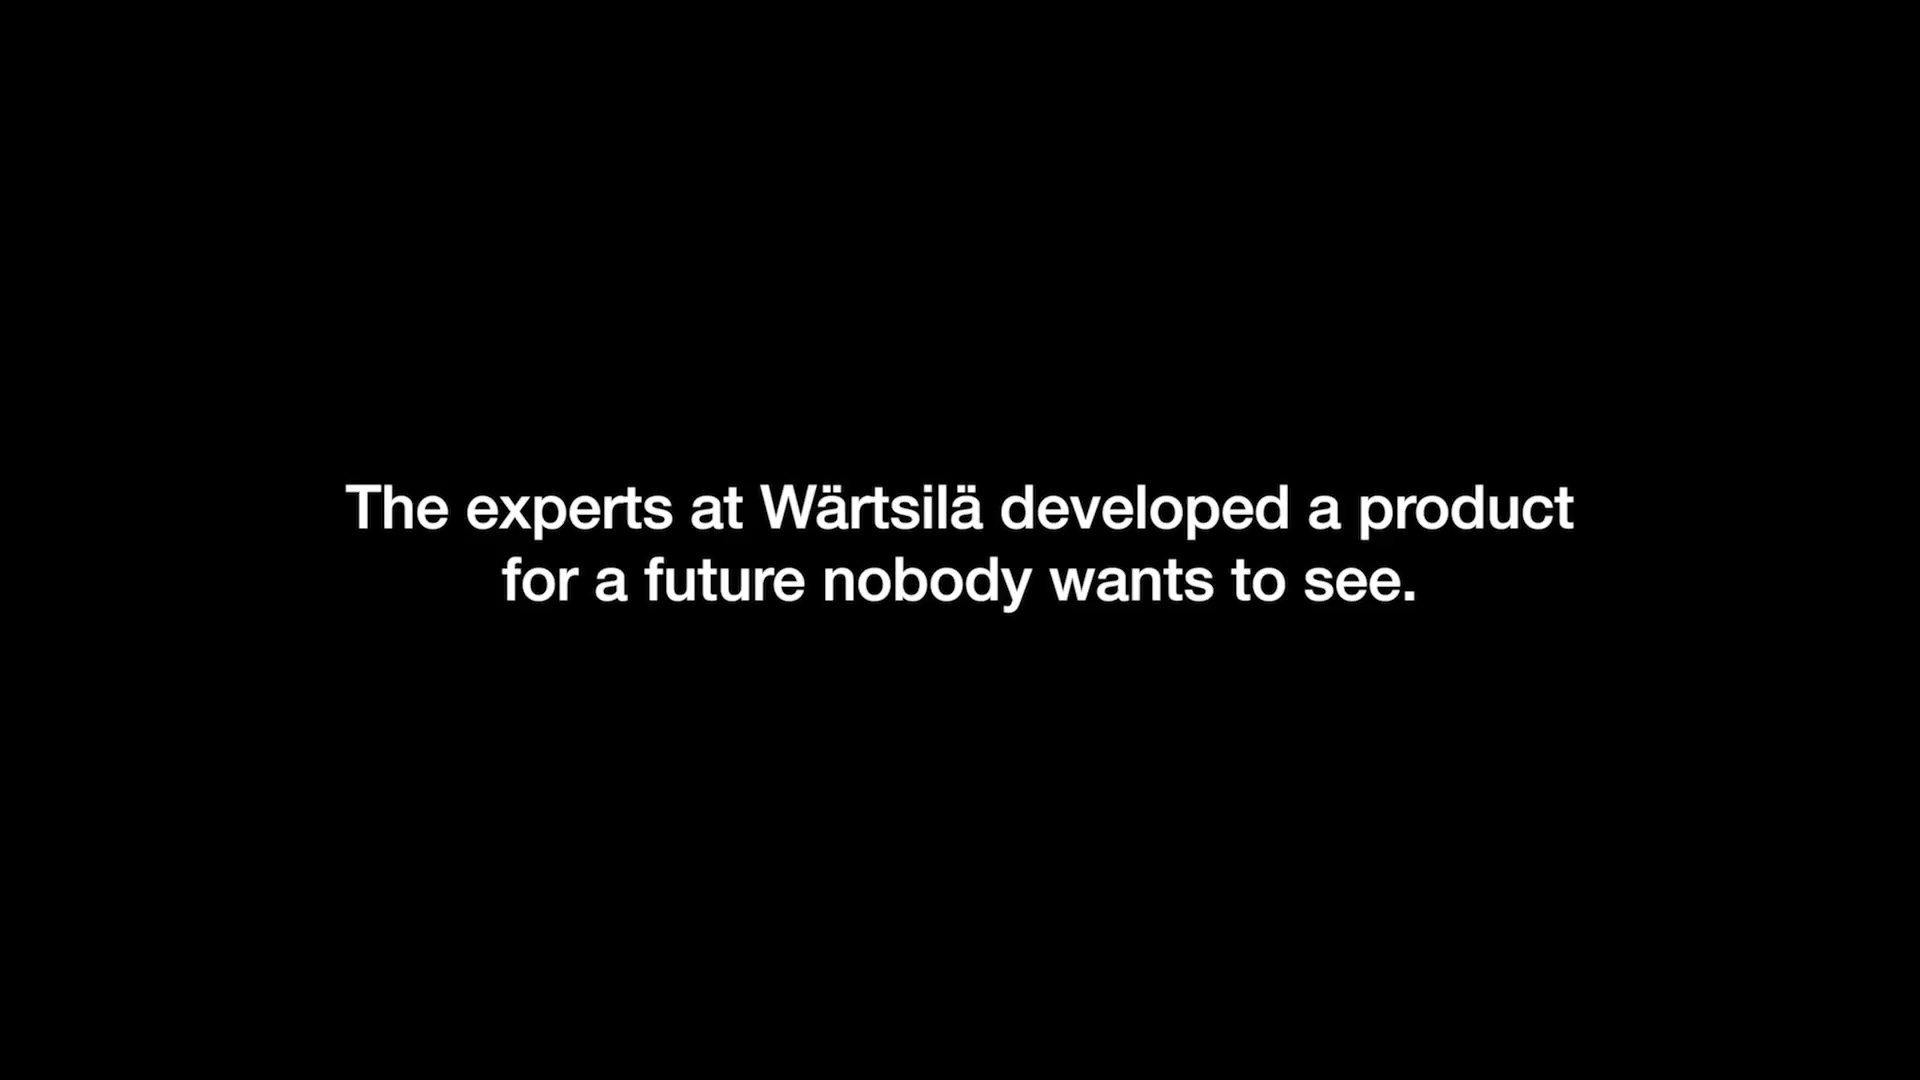 The experts at Wärtsilä developed a product
for a future nobody wants to see.